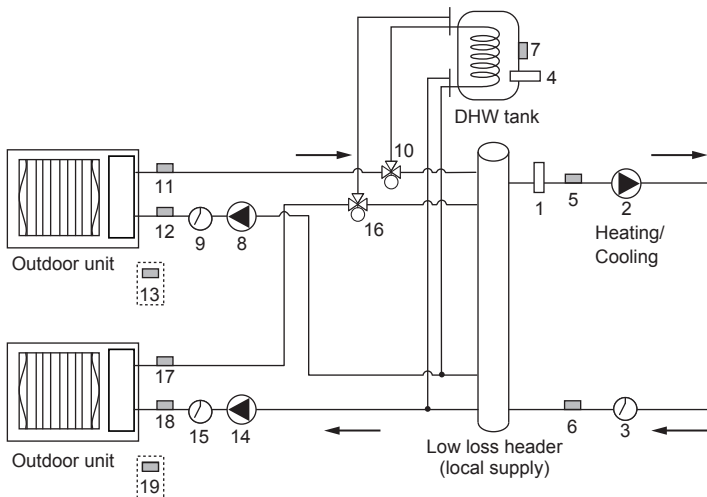 7
4
DHW tank
10
11
1
5
2
12
9
8
16
Heating/
Cooling
Outdoor unit
13
17
18
15
14
6
3
Low loss header
(local supply)
Outdoor unit
19